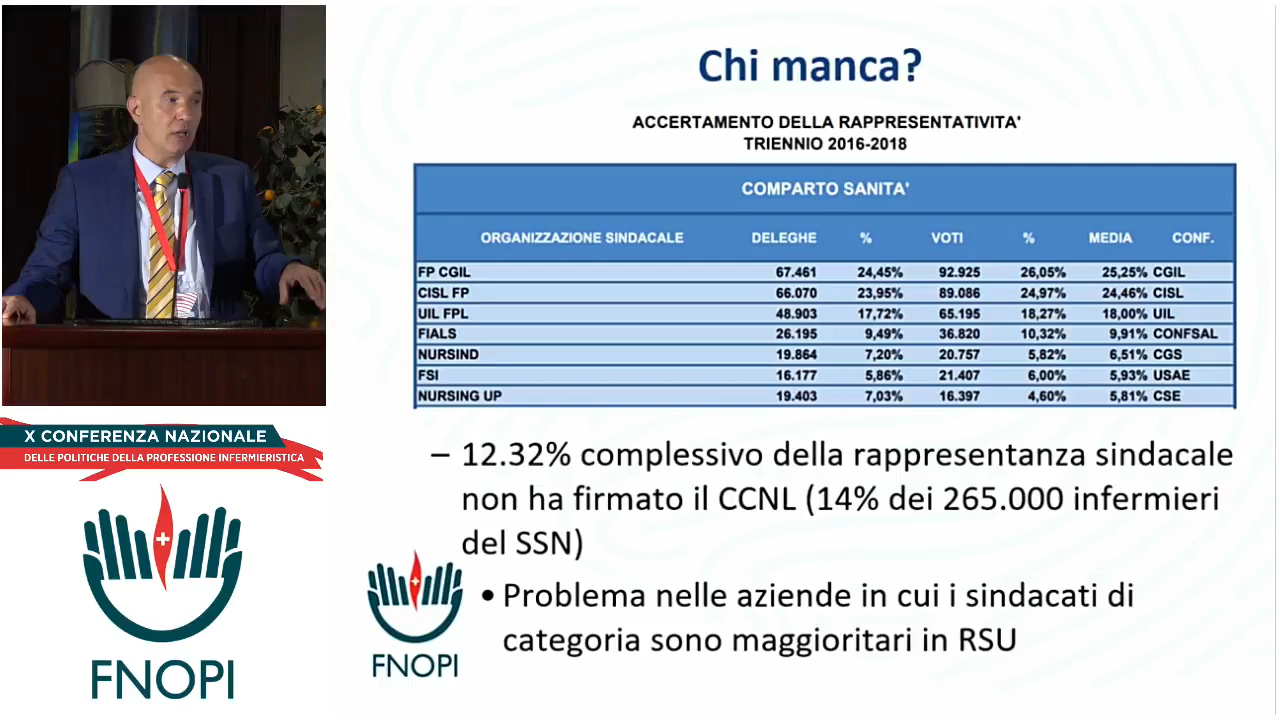 Chi manca?
ACCERTAMENTO DELLA RAPPRESENTATIVITA'
TRIENNIO 2016-2018
COMPARTO SANITA'
ORGANIZZAZIONE SINDACALE DELEGHE % VOTI % MEDIA CONF.
FP CGIL 67.461 24,45% 92.925 26,05% 25,25% CGIL
CISL FP 66.070 23,95% 89.086 24,97% 24,46% CISL
UIL FPL 48.903 17,72% 65.195 18,27% 18,00% UIL
FIALS 26.195 9,49% 36.820 10,32% 9,91% CONFSAL
NURSIND 19.864 7,20% 20.757 5,82% 6,51% CGS
FSI 16.177 5,86% 21.407 6,00% 5,93% USAE
NURSING UP 19.403 7,03% 16.397 4,60% 5,81% CSE
– 12.32% complessivo della rappresentanza sindacale
non ha firmato il CCNL (14% dei 265.000 infermieri
del SSN)
• Problema nelle aziende in cui i sindacati di
categoria sono maggioritari in RSU
FNOPI
X CONFERENZA NAZIONALE
DELLE POLITICHE DELLA PROFESSIONE INFERMIERISTICA
FNOPI